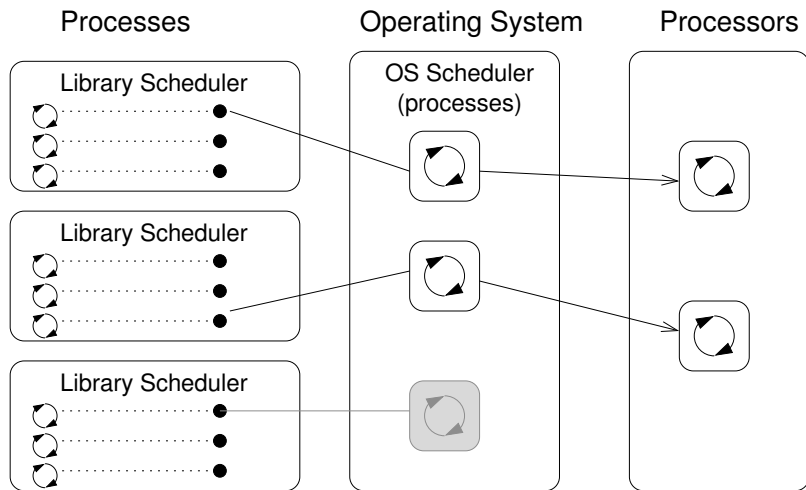 Processes
Operating System
Processors
Library Scheduler
OS Scheduler
(processes)
Library Scheduler
Library Scheduler